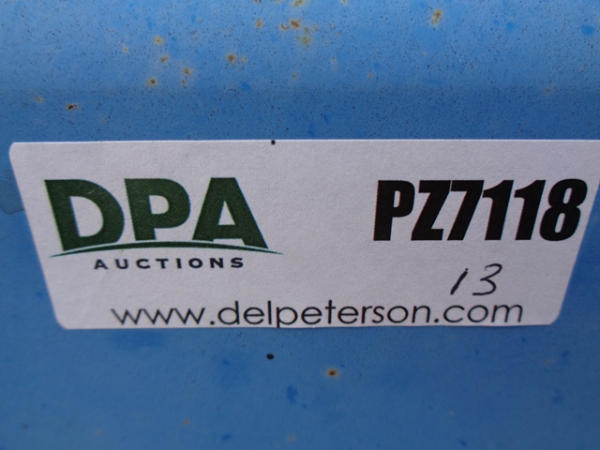 DPA
AUCTIONS
PZ7118
13
www.delpeterson.com